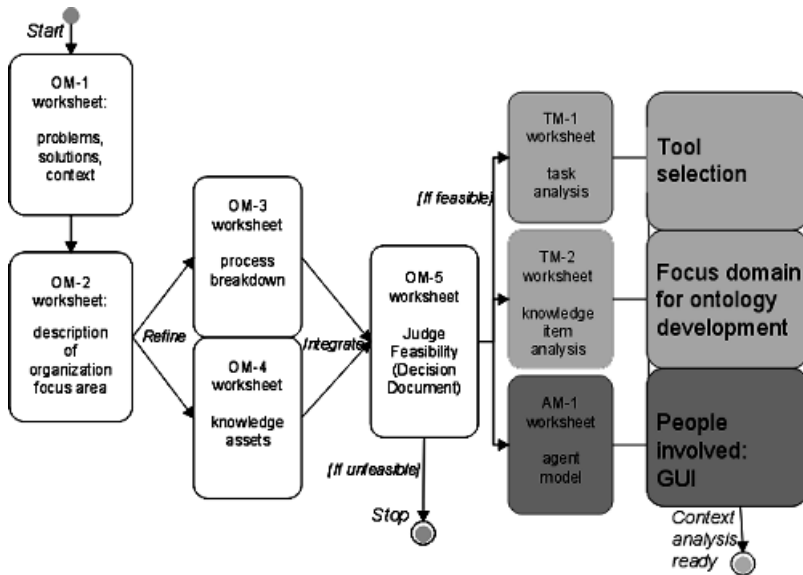 Start
OM-1
worksheet:
problems,
solutions,
context
OM-2
worksheet:
description
of
organization
focus area
Refine
OM-3
worksheet
process
breakdown
OM-4
worksheet
knowledge
assets
Integrate
OM-5
worksheet
Judge
Feasibility
(Decision
Document)
[If unfeasible]
Stop
[If feasible]
TM-1
worksheet
task
analysis
Tool
selection
TM-2
worksheet
knowledge
item
analysis
Focus domain
for ontology
development
AM-1
worksheet
agent
model
People
involved:
GUI
Context
analysis
ready